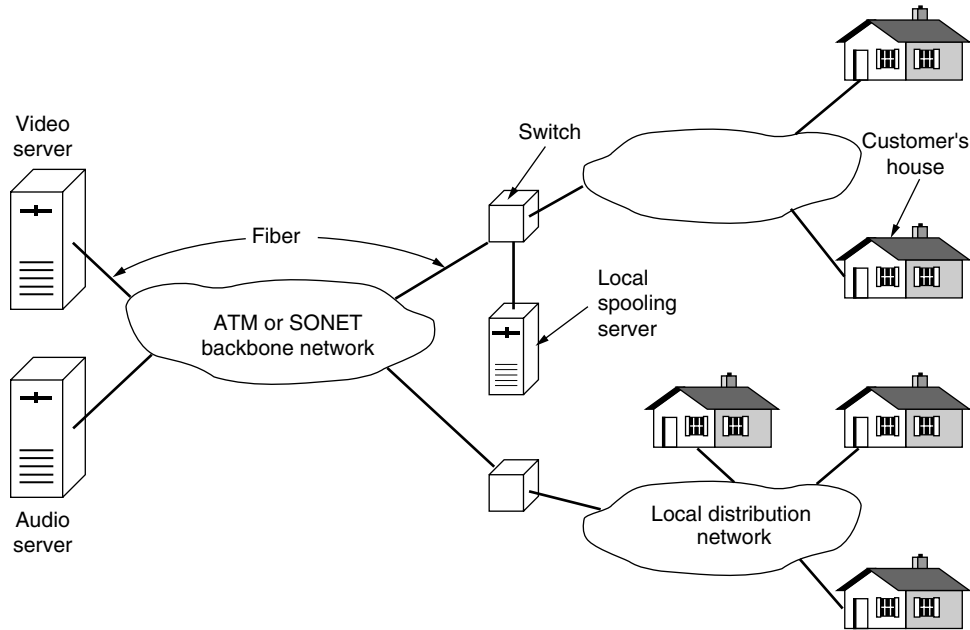 Video
server
Switch
Customer's
house
Fiber
Local
spooling
server
ATM or SONET
backbone network
Audio
server
Local distribution
network